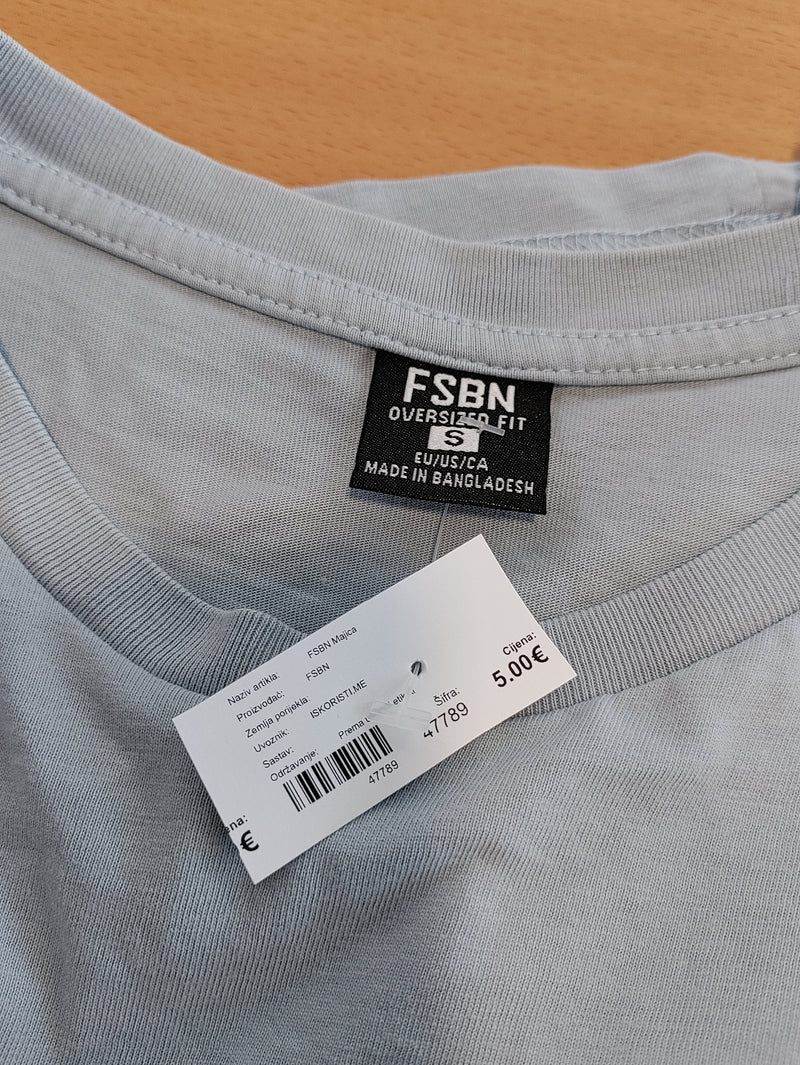 FSBN
OVERSIZED FIT
S
EU/US/CA
MADE IN BANGLADESH
Naziv artikla: FSBN Majica
Proizvođač: FSBN
Zemlja porijekla:
Uvoznik: ISKORISTI.ME
Sastav:
Održavanje: Prema
47789
Šifra:
47789
Cijena:
5.00€
€